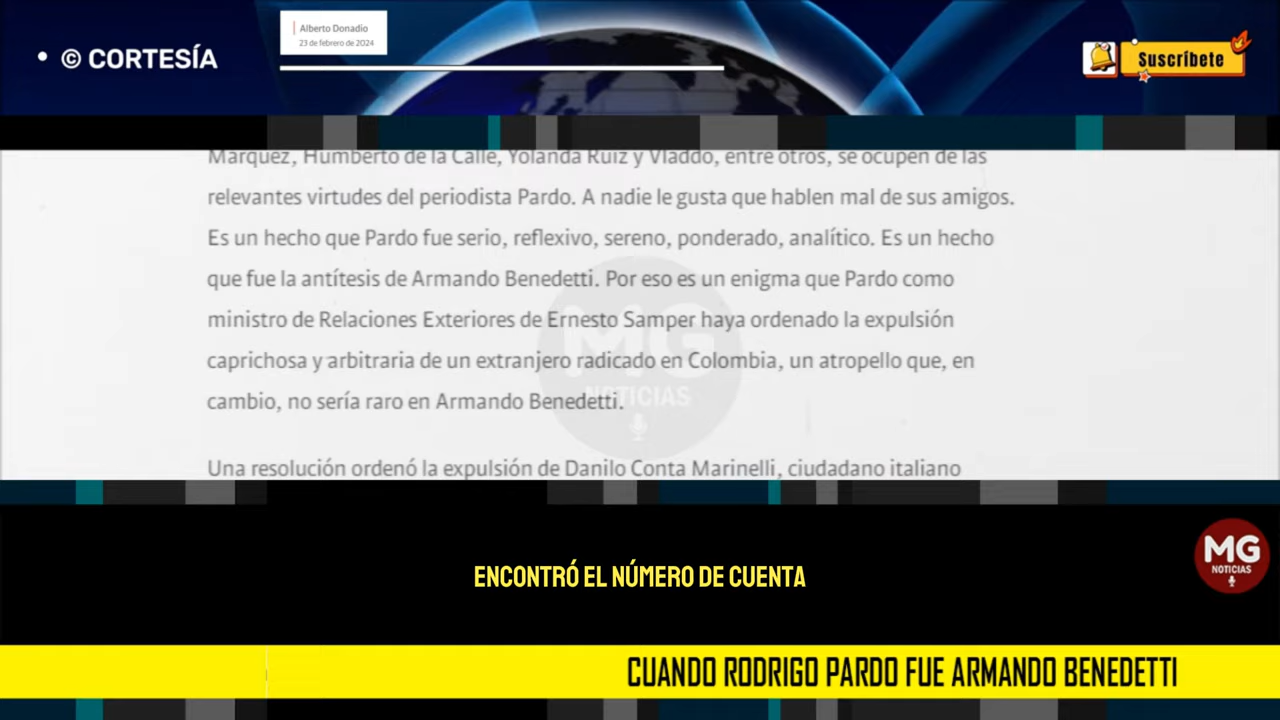 • © CORTESÍA
Alberto Donadio
23 de febrero de 2024
Suscríbete
Márquez, Humberto de la Calle, Yolanda Ruiz y Vladdo, entre otros, se ocupen de las
relevantes virtudes del periodista Pardo. A nadie le gusta que hablen mal de sus amigos.
Es un hecho que Pardo fue serio, reflexivo, sereno, ponderado, analítico. Es un hecho
que fue la antítesis de Armando Benedetti. Por eso es un enigma que Pardo como
ministro de Relaciones Exteriores de Ernesto Samper haya ordenado la expulsión
caprichosa y arbitraria de un extranjero radicado en Colombia, un atropello que, en
cambio, no sería raro en Armando Benedetti.
Una resolución ordenó la expulsión de Danilo Conta Marinelli, ciudadano italiano
MG
NOTICIAS
ENCONTRÓ EL NÚMERO DE CUENTA
MG
NOTICIAS
CUANDO RODRIGO PARDO FUE ARMANDO BENEDETTI